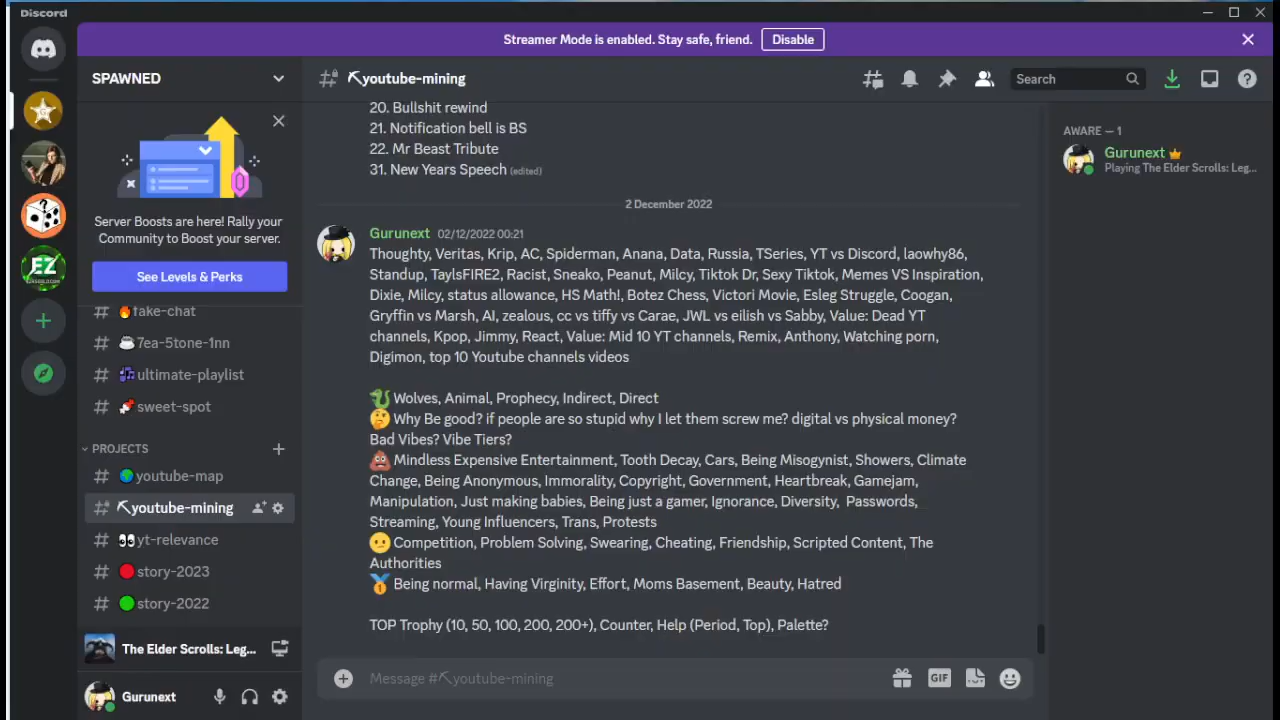 Discord
Streamer Mode is enabled. Stay safe, friend. Disable
SPAWNED
youtube-mining
Search
20. Bullshit rewind
21. Notification bell is BS
22. Mr Beast Tribute
31. New Years Speech (edited)
2 December 2022
Gurunext 02/12/2022 00:21
Thoughty, Veritas, Krip, AC, Spiderman, Anana, Data, Russia, TSeries, YT vs Discord, laowhy86,
Standup, TaylsFIRE2, Racist, Sneako, Peanut, Milcy, Tiktok Dr, Sexy Tiktok, Memes VS Inspiration,
Dixie, Milcy, status allowance, HS Math!, Botez Chess, Victori Movie, Esleg Struggle, Coogan,
Gryffin vs Marsh, AI, zealous, cc vs tiffy vs Carae, JWL vs eilish vs Sabby, Value: Dead YT
channels, Kpop, Jimmy, React, Value: Mid 10 YT channels, Remix, Anthony, Watching porn,
Digimon, top 10 Youtube channels videos
Wolves, Animal, Prophecy, Indirect, Direct
Why Be good? if people are so stupid why I let them screw me? digital vs physical money?
Bad Vibes? Vibe Tiers?
Mindless Expensive Entertainment, Tooth Decay, Cars, Being Misogynist, Showers, Climate
Change, Being Anonymous, Immorality, Copyright, Government, Heartbreak, Gamejam,
Manipulation, Just making babies, Being just a gamer, Ignorance, Diversity, Passwords,
Streaming, Young Influencers, Trans, Protests
Competition, Problem Solving, Swearing, Cheating, Friendship, Scripted Content, The
Authorities
Being normal, Having Virginity, Effort, Moms Basement, Beauty, Hatred
TOP Trophy (10, 50, 100, 200, 200+), Counter, Help (Period, Top), Palette?
Message #youtube-mining
GIF
AWARE — 1
Gurunext
Playing The Elder Scrolls: Leg...
Server Boosts are here! Rally your
Community to Boost your server.
See Levels & Perks
EZ
fake-chat
7ea-5tone-1nn
ultimate-playlist
sweet-spot
PROJECTS
youtube-map
youtube-mining
yt-relevance
story-2023
story-2022
The Elder Scrolls: Leg...
Gurunext